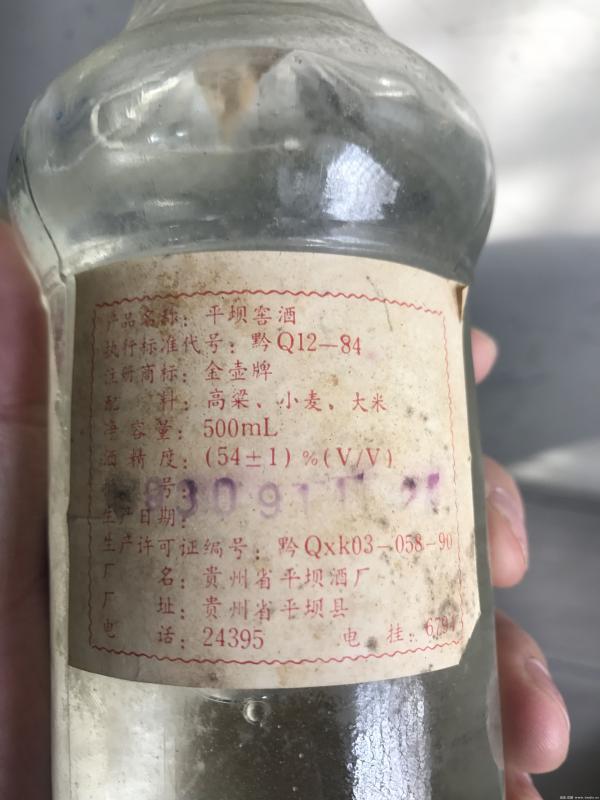 产品名称：平坝窖酒
执行标准代号：黔Q12—84
注册商标：金壶牌
配 料：高梁、小麦、大米
净容量：500mL
酒精度：(54±1)%(V/V)
号：
生产日期：
生产许可证编号：黔Qxk03-058-90
厂 名：贵州省平坝酒厂
厂 址：贵州省平坝县
电 话：24395 电 挂：